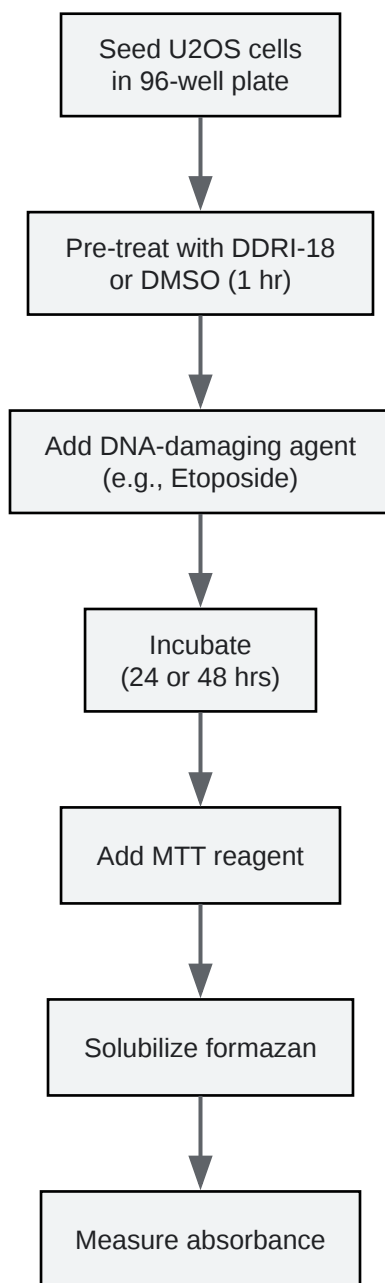 Seed U2OS cells
in 96-well plate
Pre-treat with DDRI-18
or DMSO (1 hr)
Add DNA-damaging agent
(e.g., Etoposide)
Incubate
(24 or 48 hrs)
Add MTT reagent
Solubilize formazan
Measure absorbance